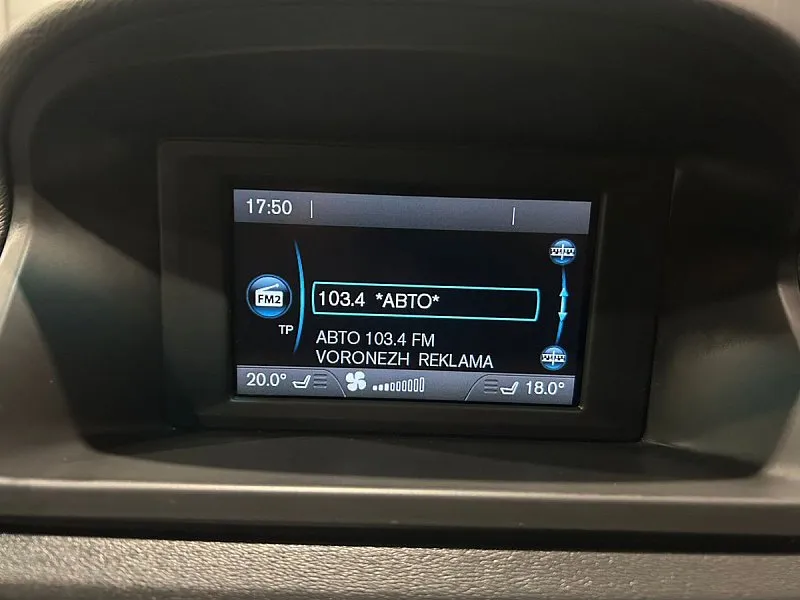 17:50
FM2
TP
103.4 *АВТО*
АВТО 103.4 FM
VORONEZH REKLAMA
20.0°
18.0°